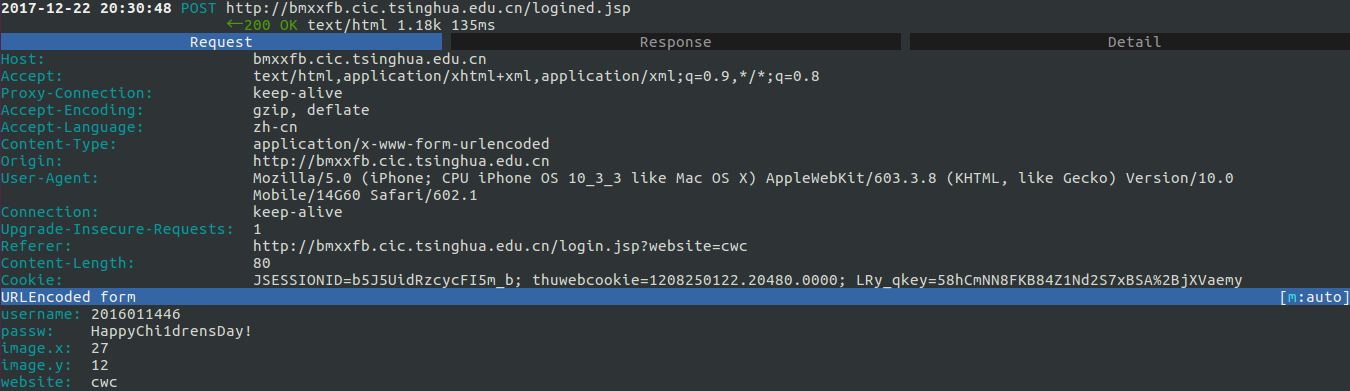 2017-12-22 20:30:48 POST http://bmxxfb.cic.tsinghua.edu.cn/logined.jsp
←200 OK text/html 1.18k 135ms
Request Response Detail
Host: bmxxfb.cic.tsinghua.edu.cn
Accept: text/html,application/xhtml+xml,application/xml;q=0.9,*/*;q=0.8
Proxy-Connection: keep-alive
Accept-Encoding: gzip, deflate
Accept-Language: zh-cn
Content-Type: application/x-www-form-urlencoded
Origin: http://bmxxfb.cic.tsinghua.edu.cn
User-Agent: Mozilla/5.0 (iPhone; CPU iPhone OS 10_3_3 like Mac OS X) AppleWebKit/603.3.8 (KHTML, like Gecko) Version/10.0
Mobile/14G60 Safari/602.1
Connection: keep-alive
Upgrade-Insecure-Requests: 1
Referer: http://bmxxfb.cic.tsinghua.edu.cn/login.jsp?website=cwc
Content-Length: 80
Cookie: JSESSIONID=b5J5UidRzcycFI5m_b; thuwebcookie=1208250122.20480.0000; LRy_qkey=58hCmNN8FKB84Z1Nd2S7xBSA%2BjXVaemy
URLEncoded form [m:auto]
username: 2016011446
passw: HappyChi1drensDay!
image.x: 27
image.y: 12
website: cwc